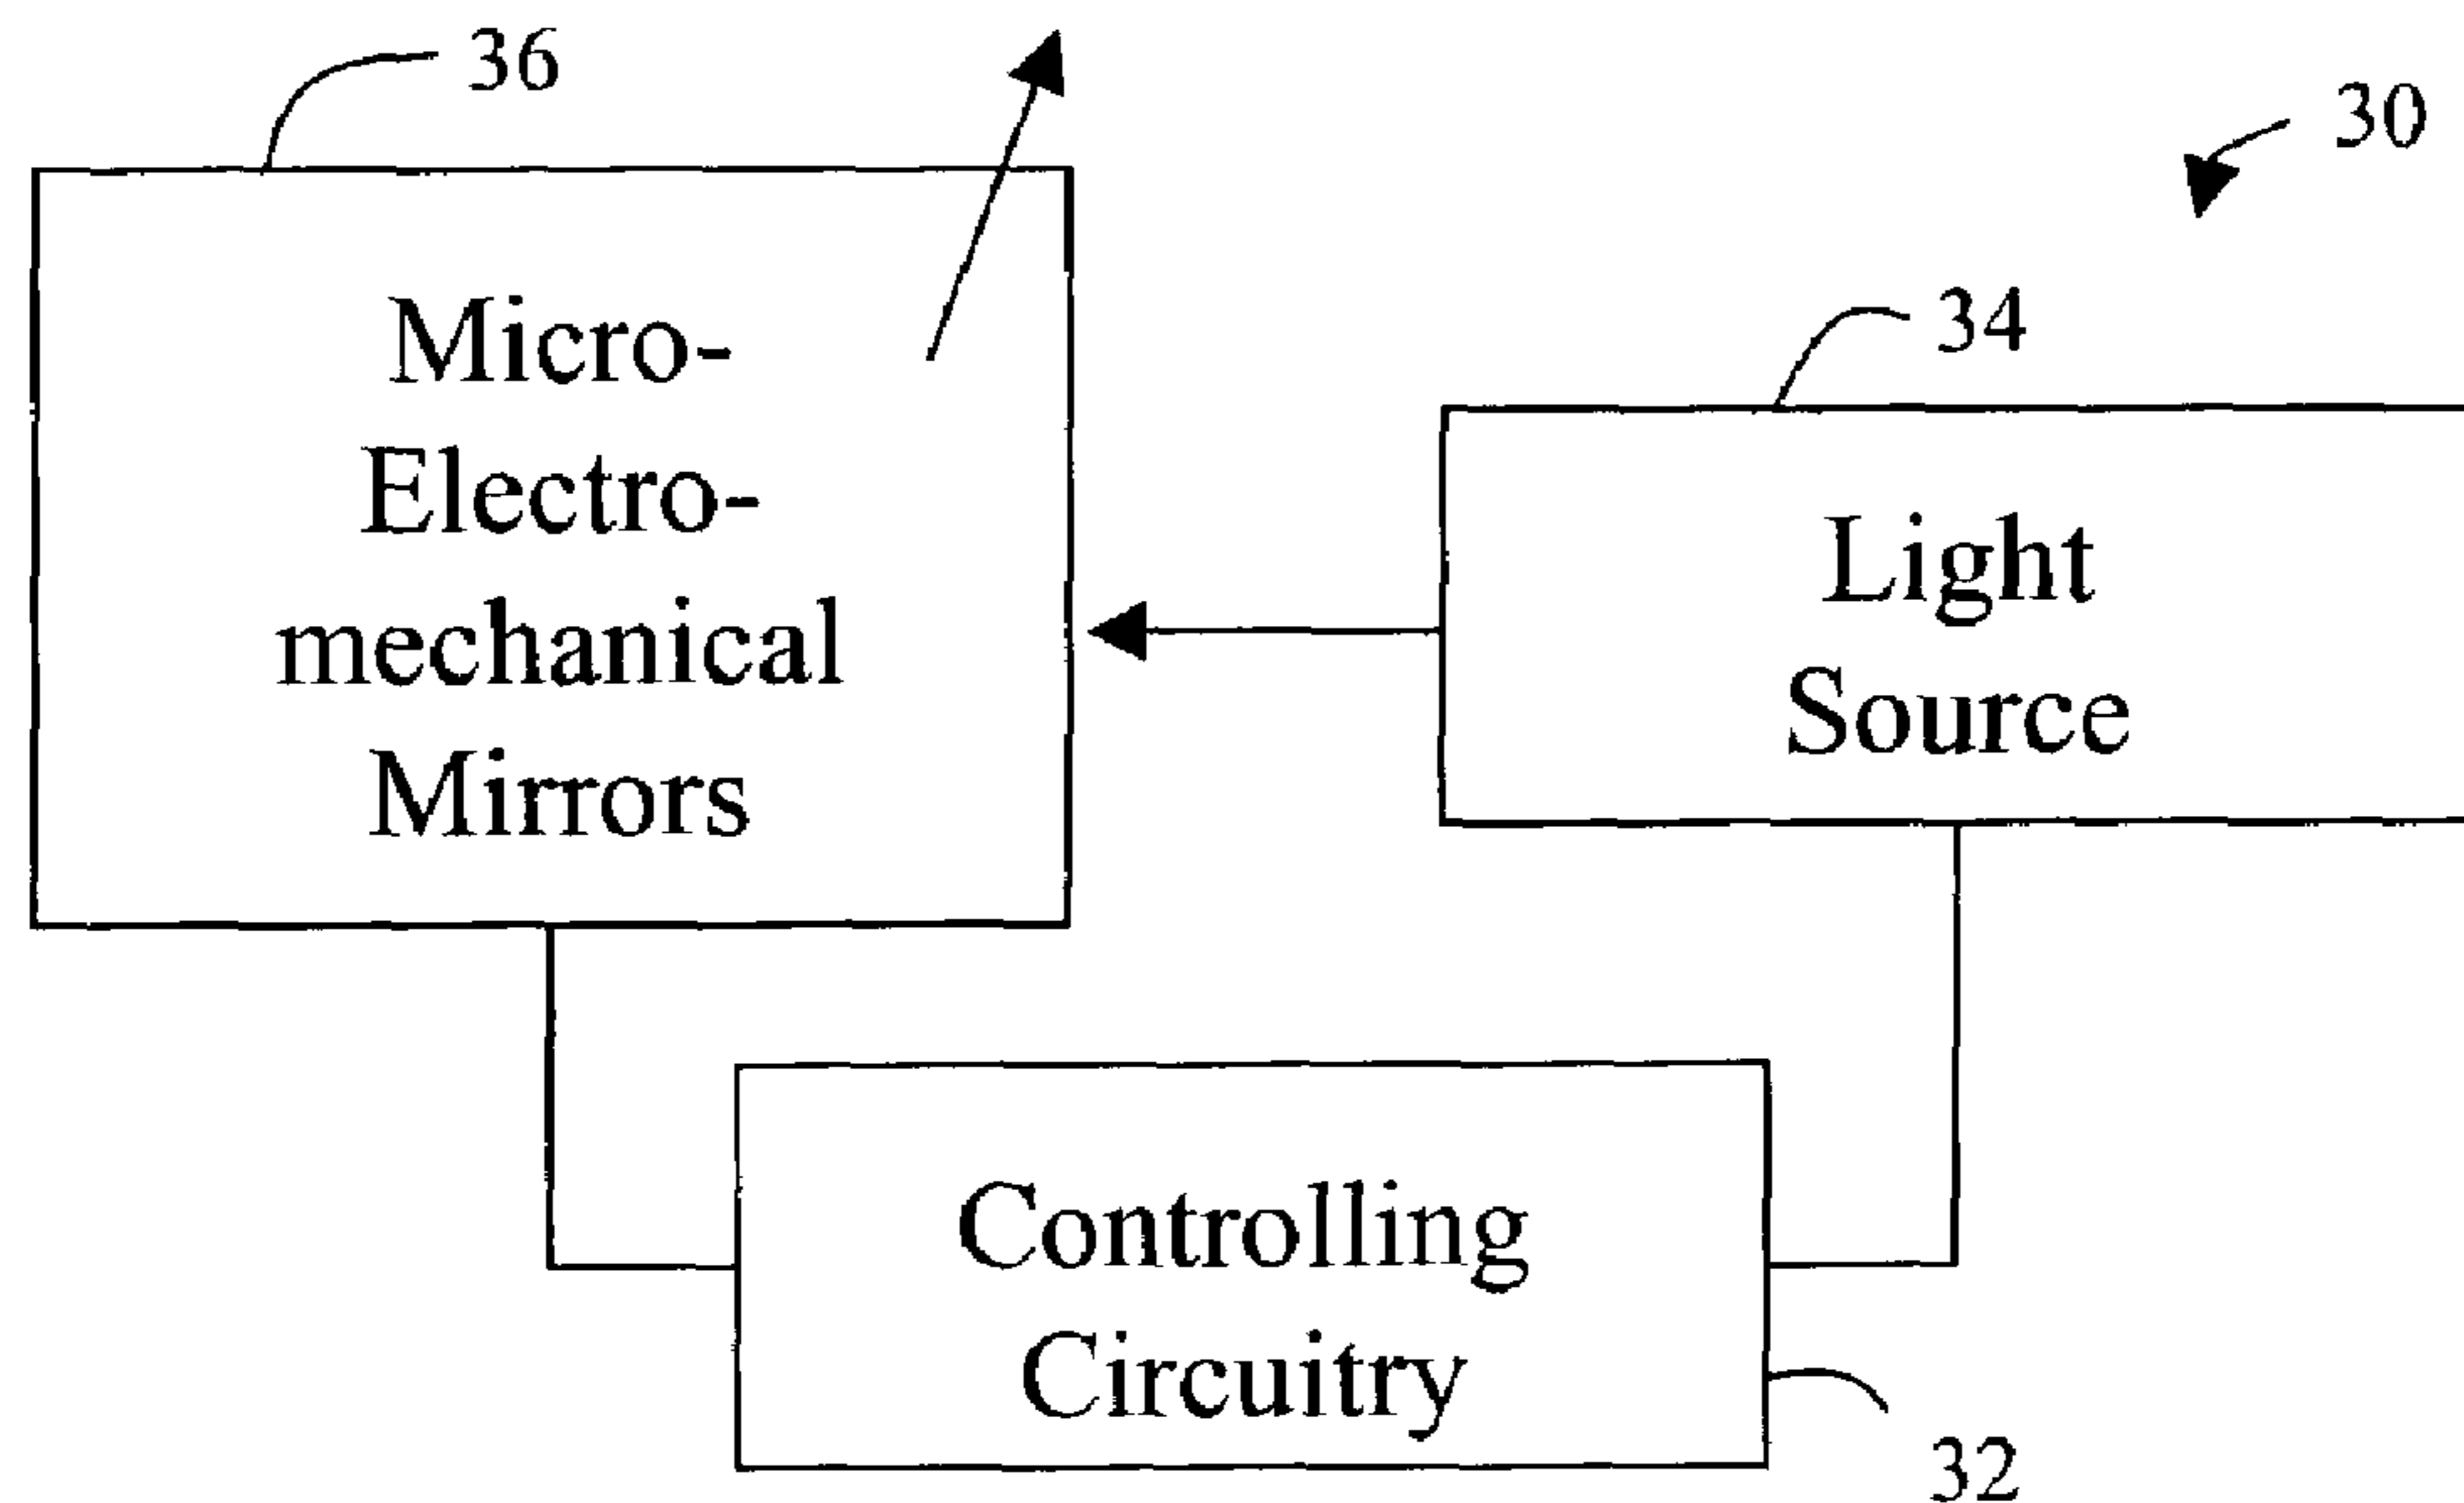 36
30
Micro-
Electro-
mechanical
Mirrors
34
Light
Source
Controlling
Circuitry
32